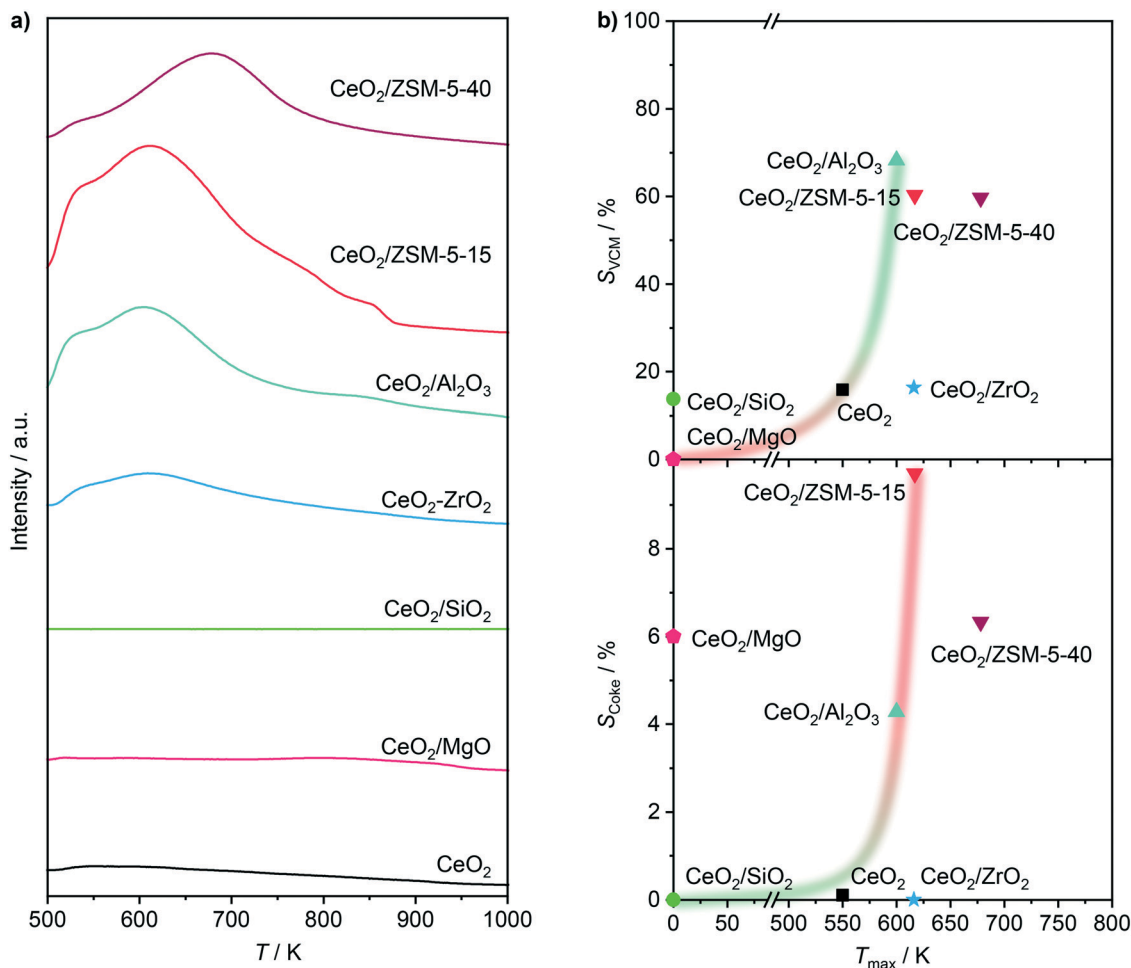 a)
CeO₂/ZSM-5-40
CeO₂/ZSM-5-15
CeO₂/Al₂O₃
CeO₂-ZrO₂
CeO₂/SiO₂
CeO₂/MgO
CeO₂
Intensity / a.u.
500 600 700 800 900 1000
T / K
b)
100
80
60
40
20
0
S_VCM / %
CeO₂/Al₂O₃
CeO₂/ZSM-5-15
CeO₂/ZSM-5-40
CeO₂/ZrO₂
CeO₂/SiO₂
CeO₂
CeO₂/MgO
8
6
4
2
0
S_Coke / %
CeO₂/ZSM-5-15
CeO₂/MgO
CeO₂/ZSM-5-40
CeO₂/Al₂O₃
CeO₂/SiO₂
CeO₂
CeO₂/ZrO₂
0 50 500 550 600 650 700 750 800
T_max / K